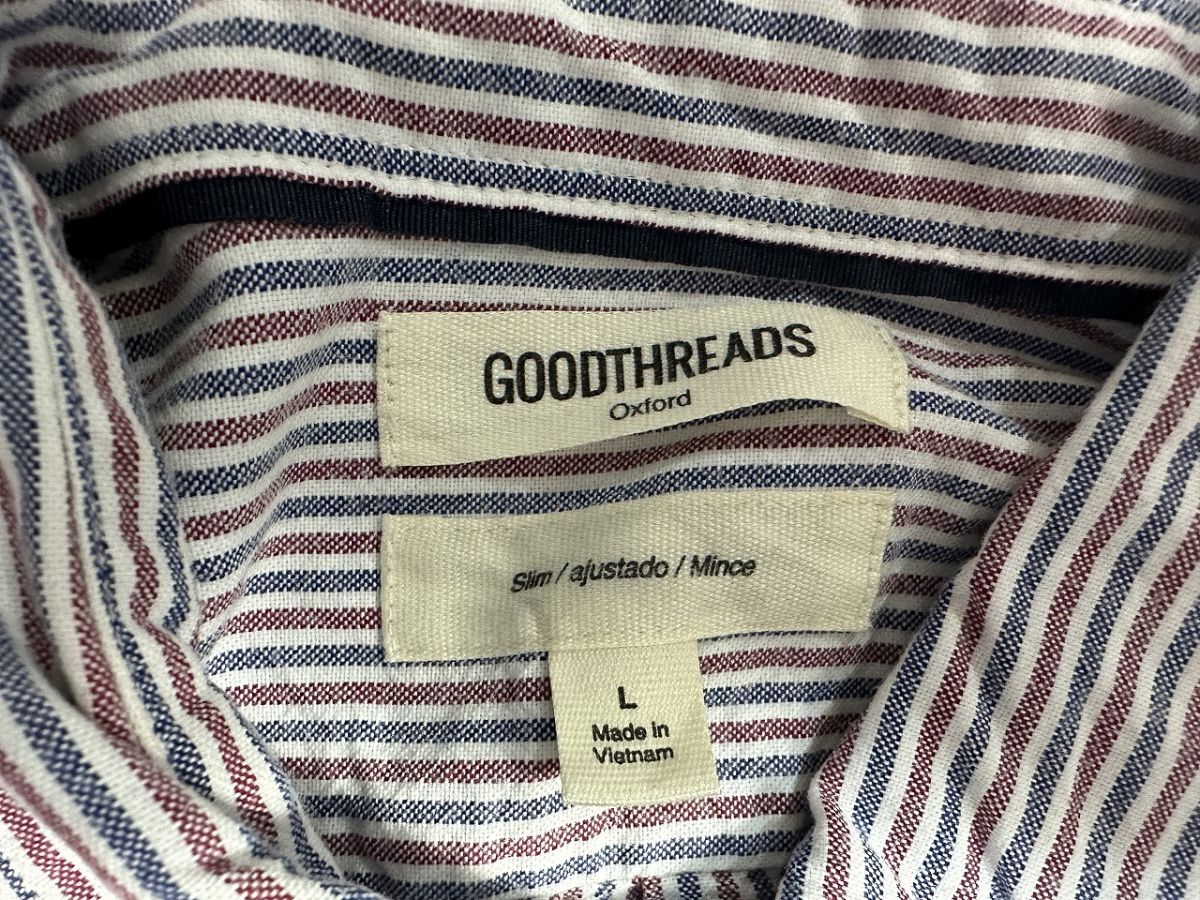 GOODTHREADS
Oxford
Slim / ajustado / Mince
L
Made in
Vietnam